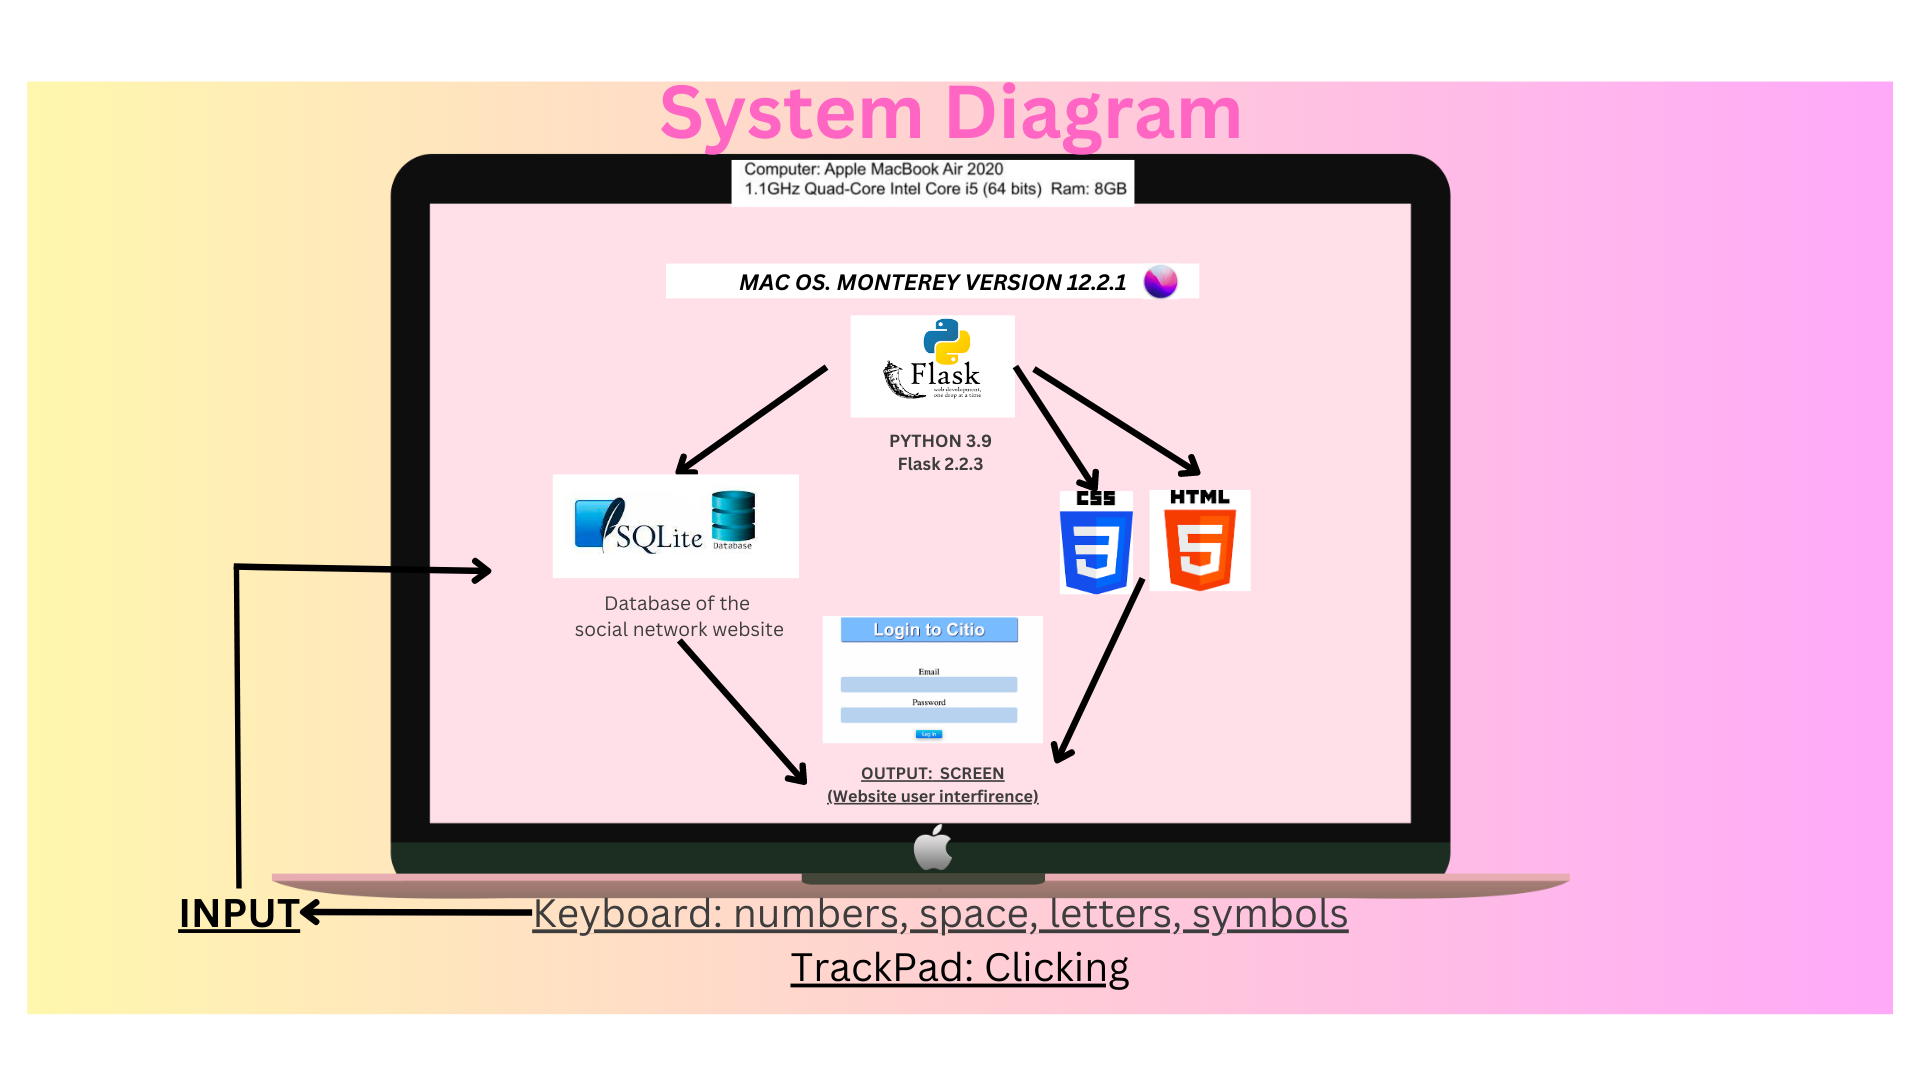 System Diagram
Computer: Apple MacBook Air 2020
1.1GHz Quad-Core Intel Core i5 (64 bits)  Ram: 8GB
MAC OS. MONTEREY VERSION 12.2.1
Flask
web development,
one drop at a time
PYTHON 3.9
Flask 2.2.3
CSS
HTML
SQLite
Database
Database of the
social network website
Login to Citio
Email
Password
Log in
OUTPUT:  SCREEN
(Website user interfirence)
INPUT
Keyboard: numbers, space, letters, symbols
TrackPad: Clicking